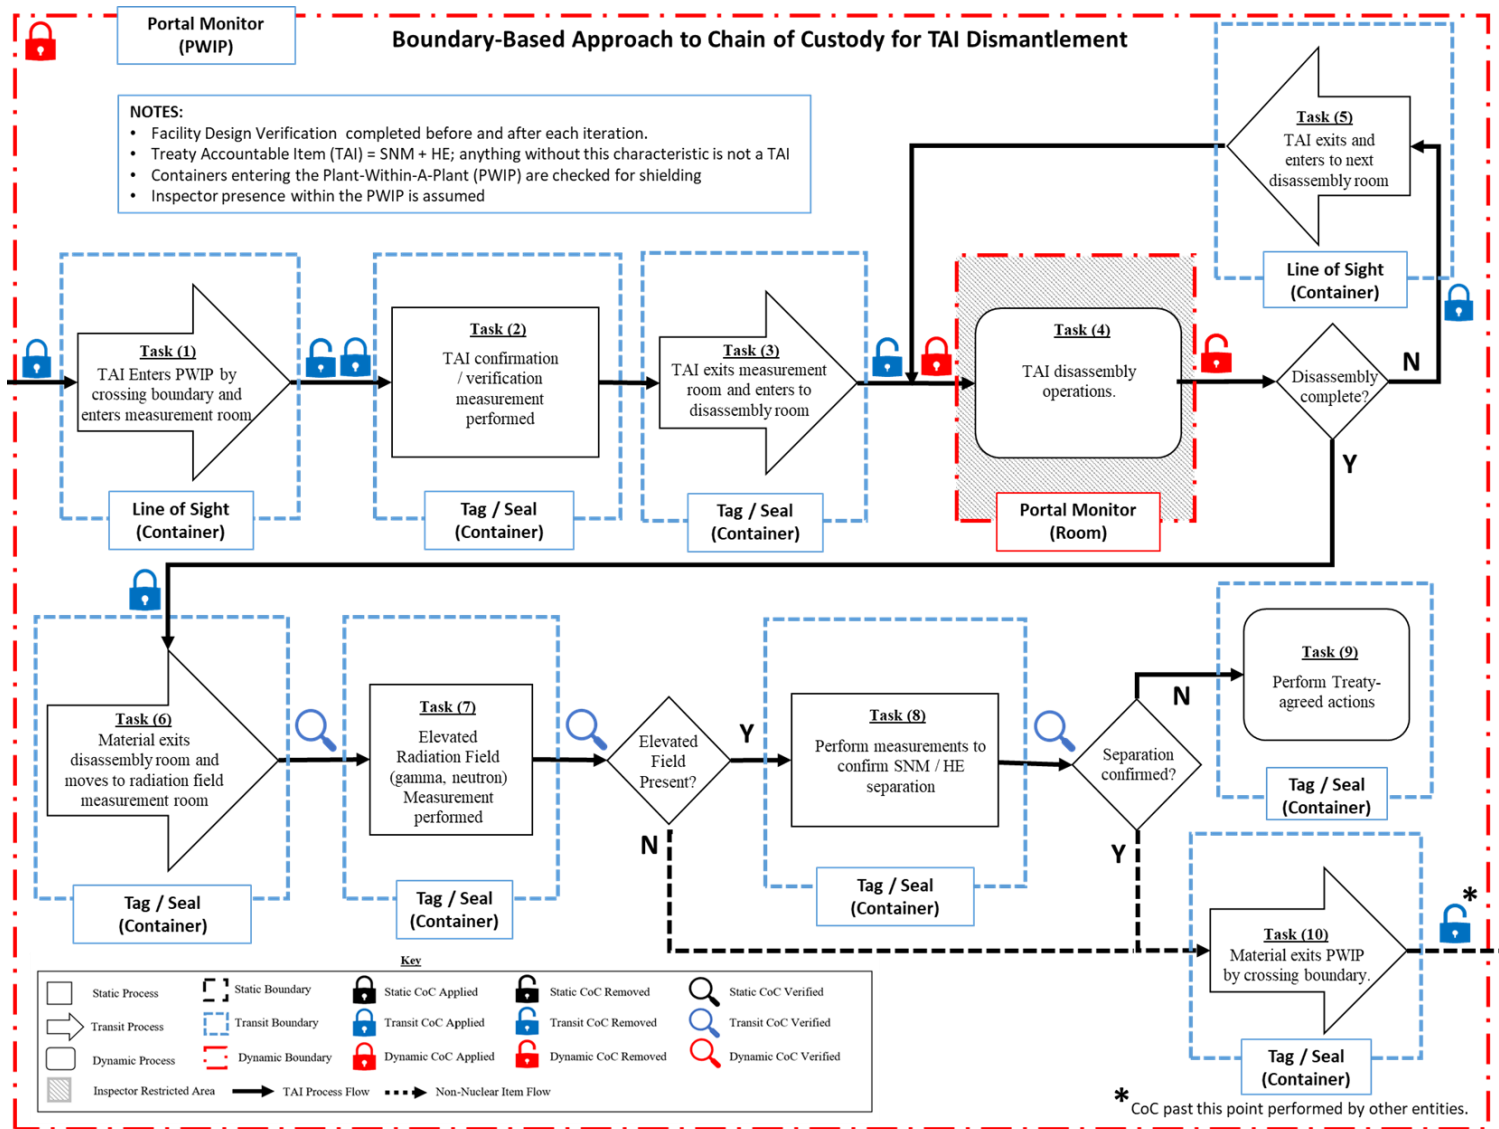 Portal Monitor
(PWIP)
Boundary-Based Approach to Chain of Custody for TAI Dismantlement
NOTES:
• Facility Design Verification completed before and after each iteration.
• Treaty Accountable Item (TAI) = SNM + HE; anything without this characteristic is not a TAI
• Containers entering the Plant-Within-A-Plant (PWIP) are checked for shielding
• Inspector presence within the PWIP is assumed
Task (5)
TAI exits and
enters to next
disassembly room
Line of Sight
(Container)
Task (1)
TAI Enters PWIP by
crossing boundary and
enters measurement room
Line of Sight
(Container)
Task (2)
TAI confirmation
/ verification
measurement
performed
Tag / Seal
(Container)
Task (3)
TAI exits measurement
room and enters to
disassembly room
Tag / Seal
(Container)
Task (4)
TAI disassembly
operations.
Portal Monitor
(Room)
Disassembly
complete?
N
Y
Task (6)
Material exits
disassembly room and
moves to radiation field
measurement room
Tag / Seal
(Container)
Task (7)
Elevated
Radiation Field
(gamma, neutron)
Measurement
performed
Tag / Seal
(Container)
Elevated
Field
Present?
Y
N
Task (8)
Perform measurements to
confirm SNM / HE
separation
Tag / Seal
(Container)
Separation
confirmed?
N
Y
Task (9)
Perform Treaty-
agreed actions
Tag / Seal
(Container)
Task (10)
Material exits PWIP
by crossing boundary.
Tag / Seal
(Container)
*
Key
Static Process
Static Boundary
Static CoC Applied
Static CoC Removed
Static CoC Verified
Transit Process
Transit Boundary
Transit CoC Applied
Transit CoC Removed
Transit CoC Verified
Dynamic Process
Dynamic Boundary
Dynamic CoC Applied
Dynamic CoC Removed
Dynamic CoC Verified
Inspector Restricted Area
TAI Process Flow
Non-Nuclear Item Flow
* CoC past this point performed by other entities.